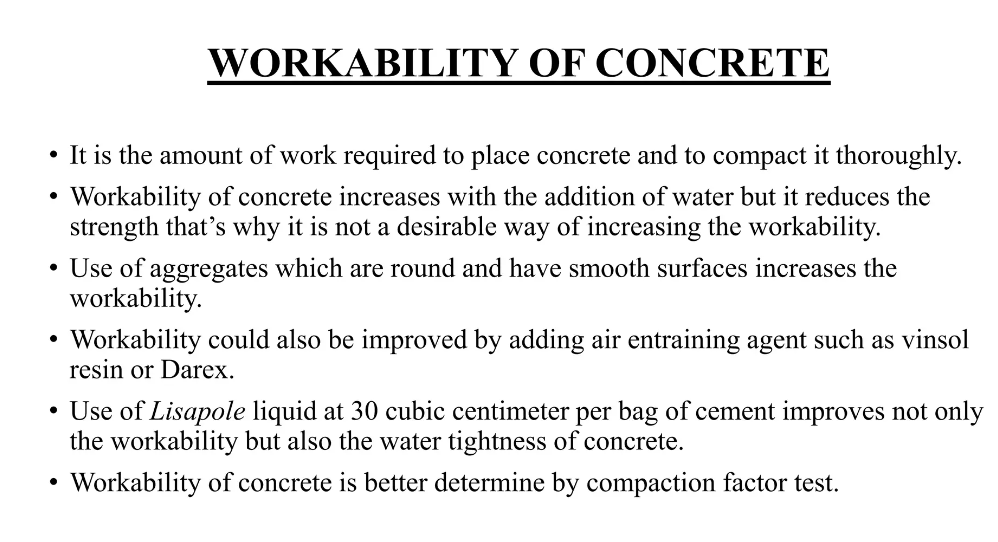 WORKABILITY OF CONCRETE
• It is the amount of work required to place concrete and to compact it thoroughly.
• Workability of concrete increases with the addition of water but it reduces the
strength that’s why it is not a desirable way of increasing the workability.
• Use of aggregates which are round and have smooth surfaces increases the
workability.
• Workability could also be improved by adding air entraining agent such as vinsol
resin or Darex.
• Use of Lisapole liquid at 30 cubic centimeter per bag of cement improves not only
the workability but also the water tightness of concrete.
• Workability of concrete is better determine by compaction factor test.